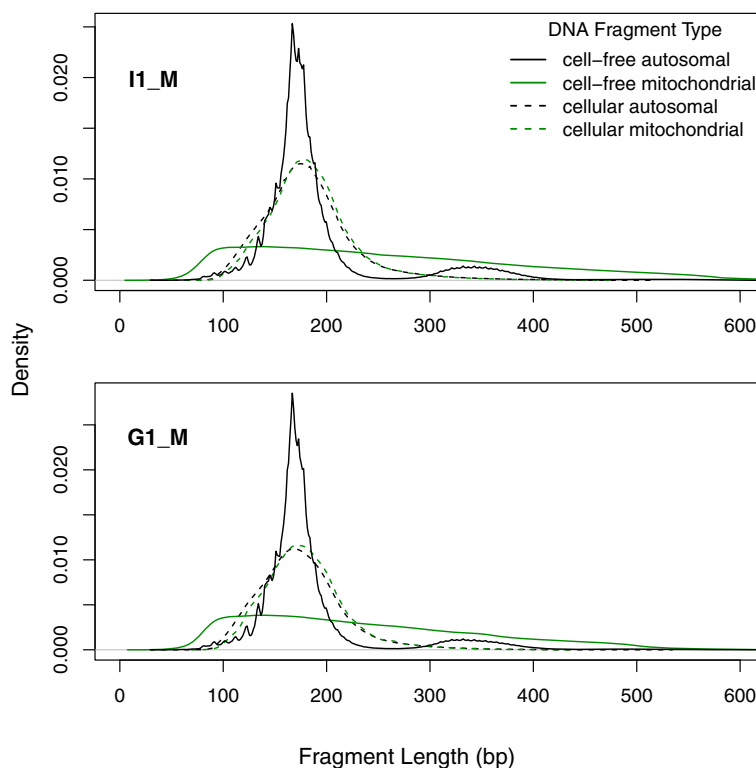 DNA Fragment Type
cell-free autosomal
cell-free mitochondrial
cellular autosomal
cellular mitochondrial
I1_M
0.020
0.010
0.000
0 100 200 300 400 500 600
Density
G1_M
0.020
0.010
0.000
0 100 200 300 400 500 600
Fragment Length (bp)